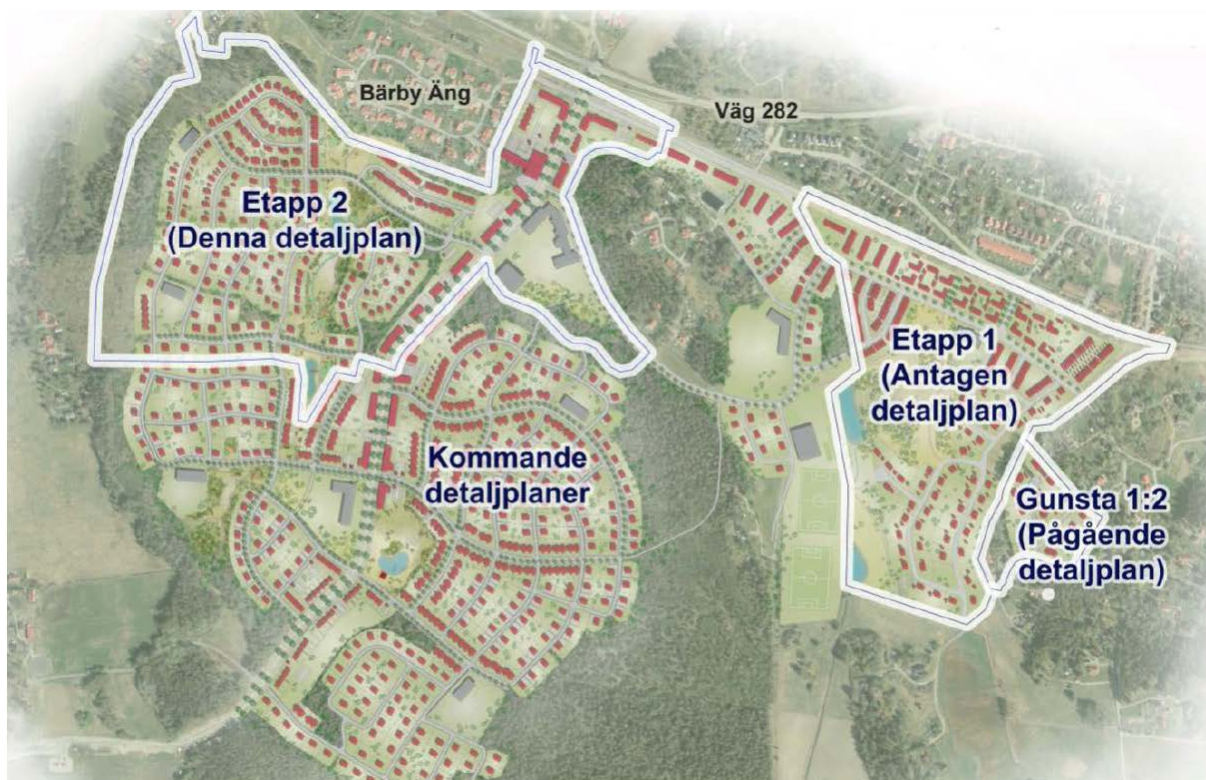 Bärby Äng
Väg 282
Etapp 2
(Denna detaljplan)
Etapp 1
(Antagen
detaljplan)
Kommande
detaljplaner
Gunsta 1:2
(Pågående
detaljplan)